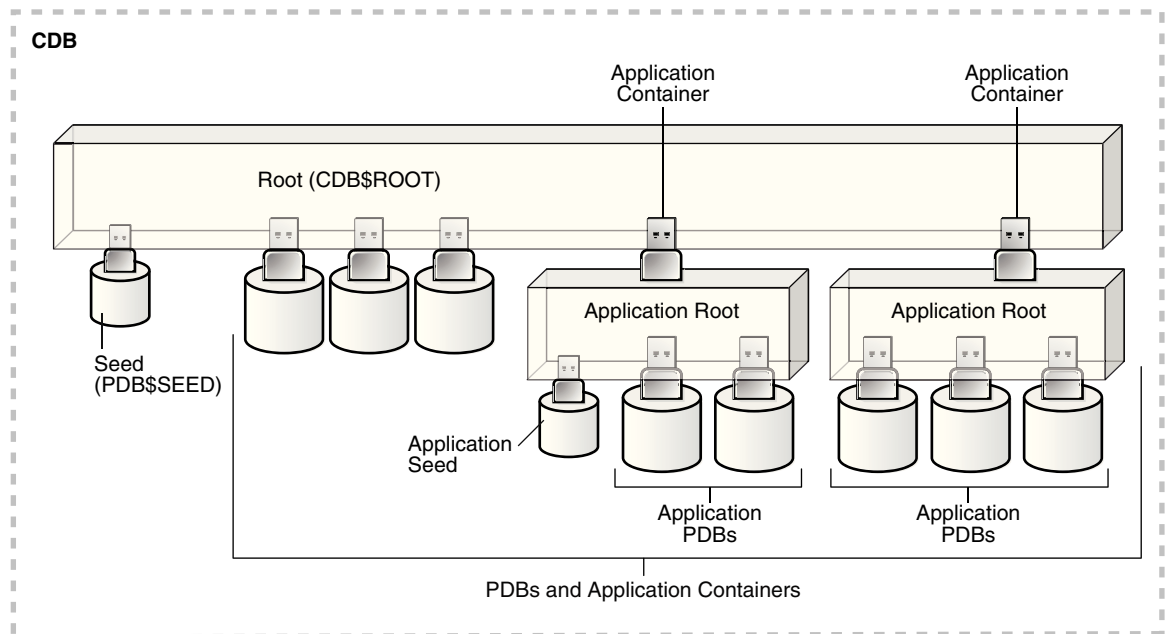 CDB
Application
Container
Application
Container
Root (CDB$ROOT)
Application Root
Application Root
Seed
(PDB$SEED)
Application
Seed
Application
PDBs
Application
PDBs
PDBs and Application Containers